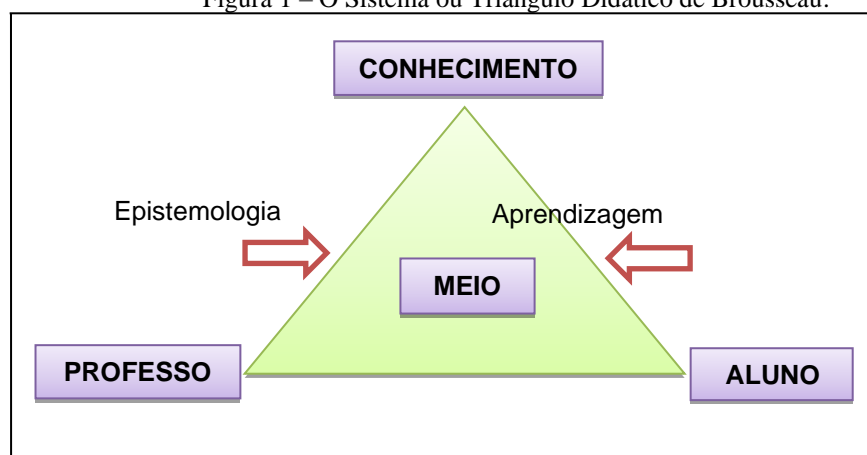 Figura 1 – O Sistema ou Triângulo Didático de Brousseau.
CONHECIMENTO
Epistemologia
Aprendizagem
MEIO
PROFESSO
ALUNO